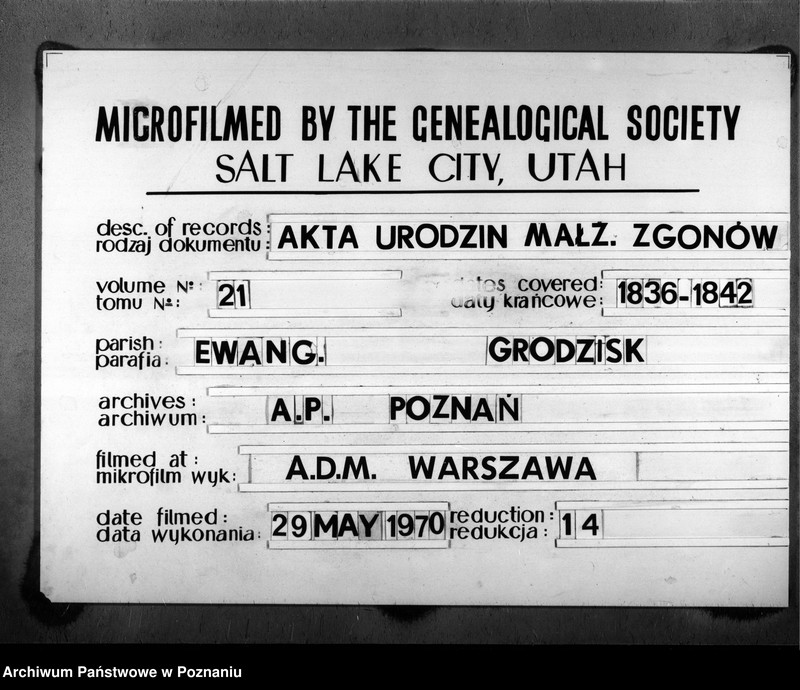 MICROFILMED BY THE GENEALOGICAL SOCIETY
SALT LAKE CITY, UTAH
desc. of records: AKTA URODZIN MAŁŻ. ZGONÓW
rodzaj dokumentu:
volume №: 21 dates covered: 1836-1842
tomu №: daty krańcowe:
parish: EWANG. GRODZISK
parafia:
archives: A.P. POZNAŃ
archiwum:
filmed at: A.D.M. WARSZAWA
mikrofilm wyk:
date filmed: 29 MAY 1970 reduction: 14
data wykonania: redukcja:
Archiwum Państwowe w Poznaniu